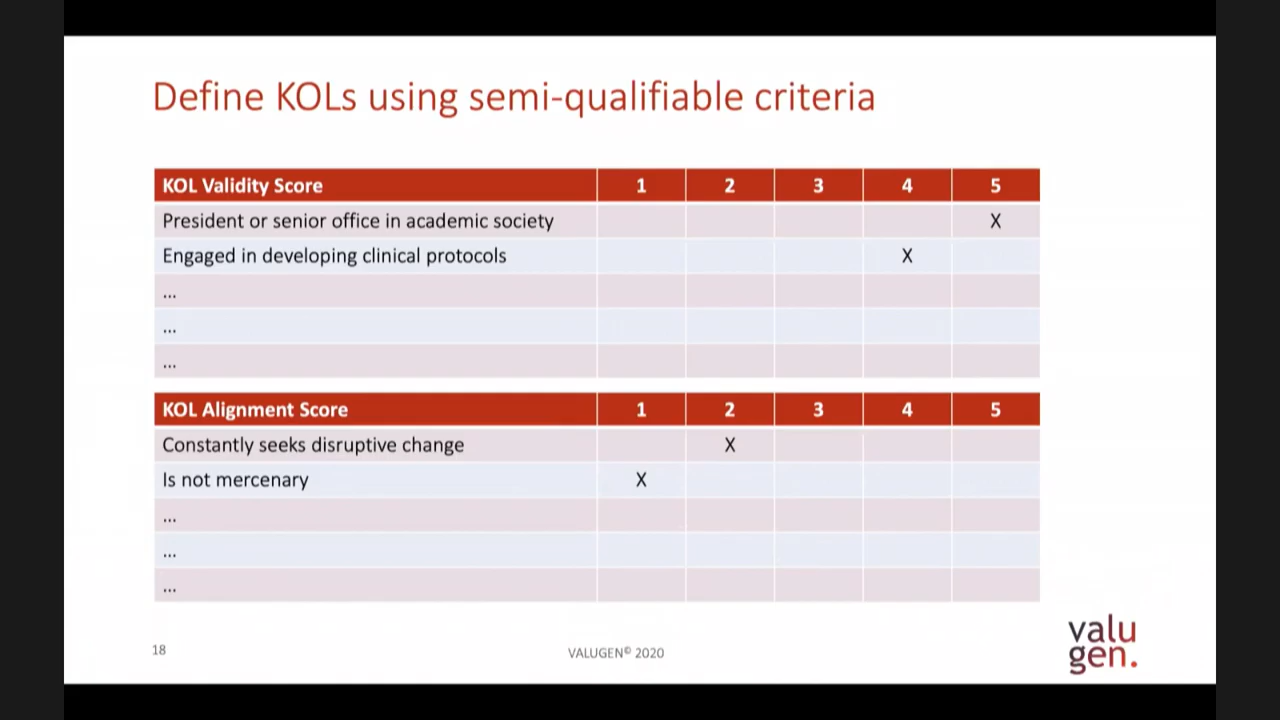 Define KOLs using semi-qualifiable criteria
KOL Validity Score 1 2 3 4 5
President or senior office in academic society X
Engaged in developing clinical protocols X
...
...
...
KOL Alignment Score 1 2 3 4 5
Constantly seeks disruptive change X
Is not mercenary X
...
...
...
18 VALUGEN© 2020
valu
gen.